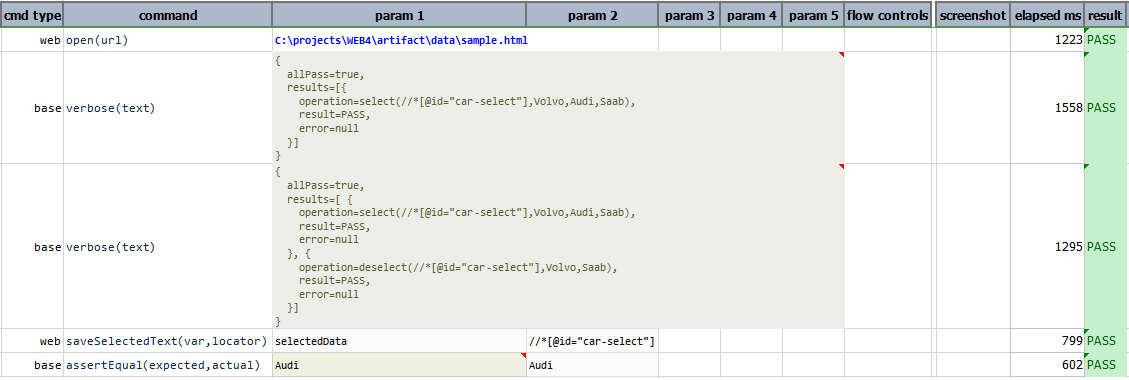 cmd type command param 1 param 2 param 3 param 4 param 5 flow controls screenshot elapsed ms result
web open(url) C:\projects\WEB4\artifact\data\sample.html 1223 PASS
{
allPass=true,
results=[{
operation=select(//*[@id="car-select"],Volvo,Audi,Saab),
base verbose(text) result=PASS, 1558 PASS
error=null
}]
}
{
allPass=true,
results=[ {
operation=select(//*[@id="car-select"],Volvo,Audi,Saab),
result=PASS,
error=null
base verbose(text) }, { 1295 PASS
operation=deselect(//*[@id="car-select"],Volvo,Saab),
result=PASS,
error=null
}]
}
web saveSelectedText(var,locator) selectedData //*[@id="car-select"] 799 PASS
base assertEqual(expected,actual) Audi Audi 602 PASS